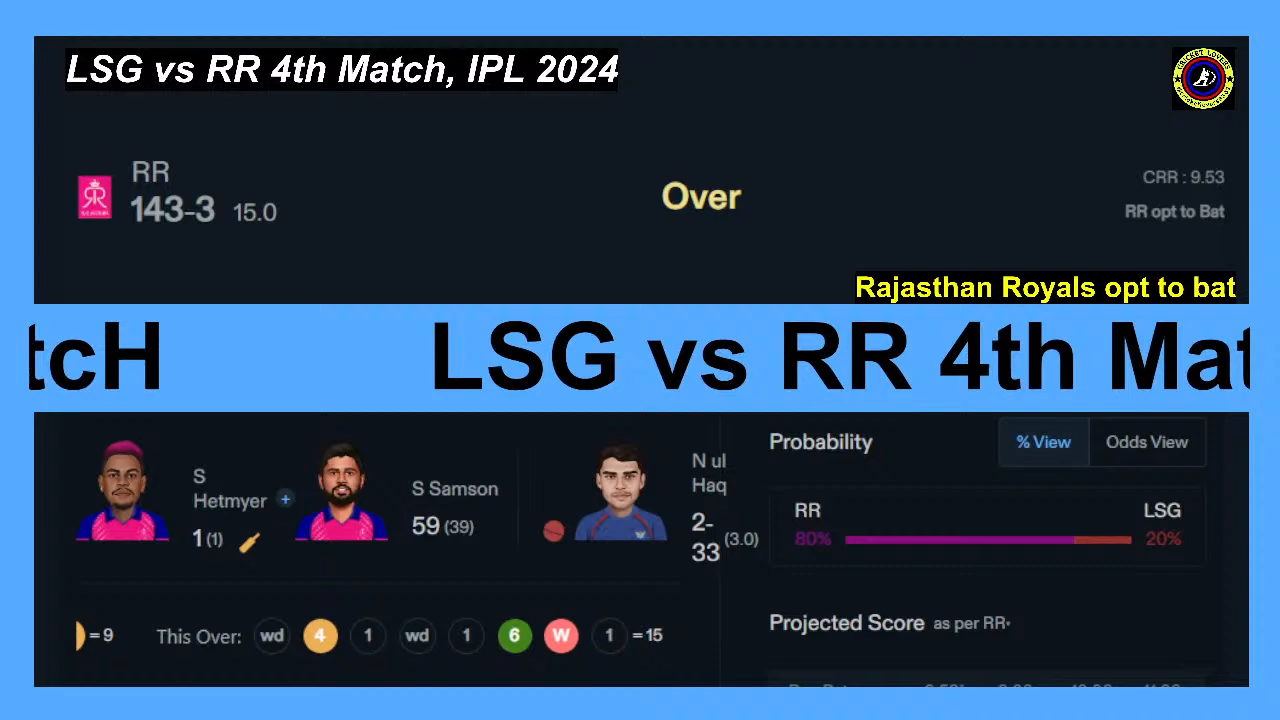 LSG vs RR 4th Match, IPL 2024
RR
143-3 15.0
Over
CRR : 9.53
RR opt to Bat
Rajasthan Royals opt to bat
tcH LSG vs RR 4th Mat
S
Hetmyer
1 (1)
S Samson
59 (39)
N ul
Haq
2-
33 (3.0)
= 9 This Over: wd 4 1 wd 1 6 W 1 = 15
Probability
% View Odds View
RR LSG
80% 20%
Projected Score as per RR*